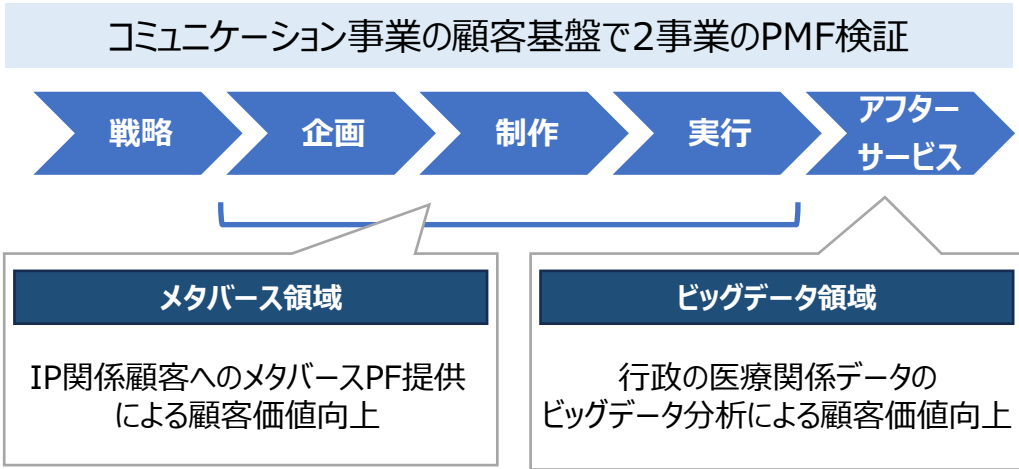 コミュニケーション事業の顧客基盤で2事業のPMF検証
戦略
企画
制作
実行
アフター
サービス
メタバース領域
IP関係顧客へのメタバースPF提供
による顧客価値向上
ビッグデータ領域
行政の医療関係データの
ビッグデータ分析による顧客価値向上